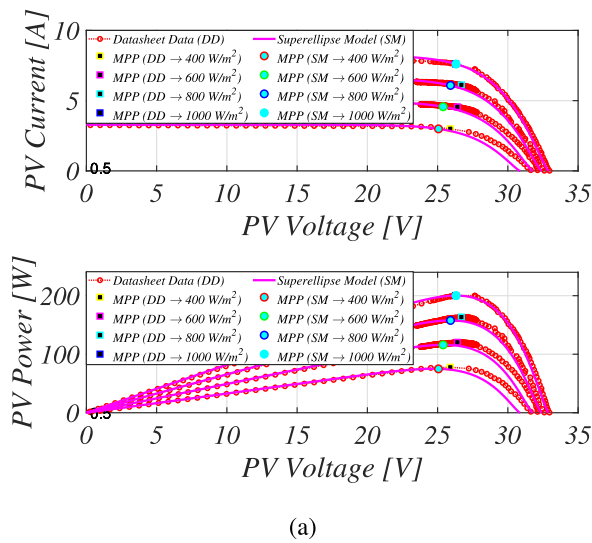 10
5
0
PV Current [A]
Datasheet Data (DD) Superellipse Model (SM)
MPP (DD → 400 W/m²) MPP (SM → 400 W/m²)
MPP (DD → 600 W/m²) MPP (SM → 600 W/m²)
MPP (DD → 800 W/m²) MPP (SM → 800 W/m²)
MPP (DD → 1000 W/m²) MPP (SM → 1000 W/m²)
0.5
0 5 10 15 20 25 30 35
PV Voltage [V]
200
100
0
PV Power [W]
Datasheet Data (DD) Superellipse Model (SM)
MPP (DD → 400 W/m²) MPP (SM → 400 W/m²)
MPP (DD → 600 W/m²) MPP (SM → 600 W/m²)
MPP (DD → 800 W/m²) MPP (SM → 800 W/m²)
MPP (DD → 1000 W/m²) MPP (SM → 1000 W/m²)
0.5
0 5 10 15 20 25 30 35
PV Voltage [V]
(a)